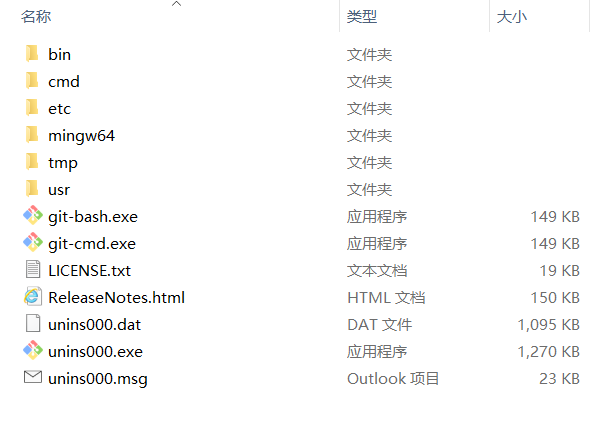 名称 类型 大小
bin 文件夹
cmd 文件夹
etc 文件夹
mingw64 文件夹
tmp 文件夹
usr 文件夹
git-bash.exe 应用程序 149 KB
git-cmd.exe 应用程序 149 KB
LICENSE.txt 文本文档 19 KB
ReleaseNotes.html HTML 文档 150 KB
unins000.dat DAT 文件 1,095 KB
unins000.exe 应用程序 1,270 KB
unins000.msg Outlook 项目 23 KB